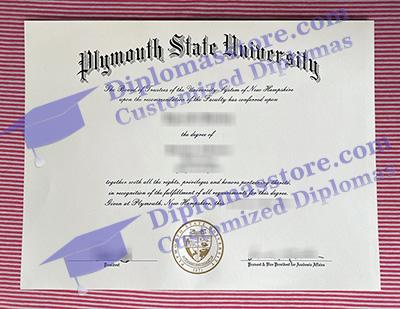 Diplomasstore.com
Customized Diplomas
Plymouth State University
The Board of Trustees of the University System of New Hampshire
upon the recommendation of the Faculty has conferred upon
the degree of
together with all the rights, privileges and honors pertaining thereto,
in recognition of the fulfillment of all requirements for this degree.
Given at Plymouth, New Hampshire, this
Diplomasstore.com
Customized Diplomas
President
Provost & Vice President for Academic Affairs